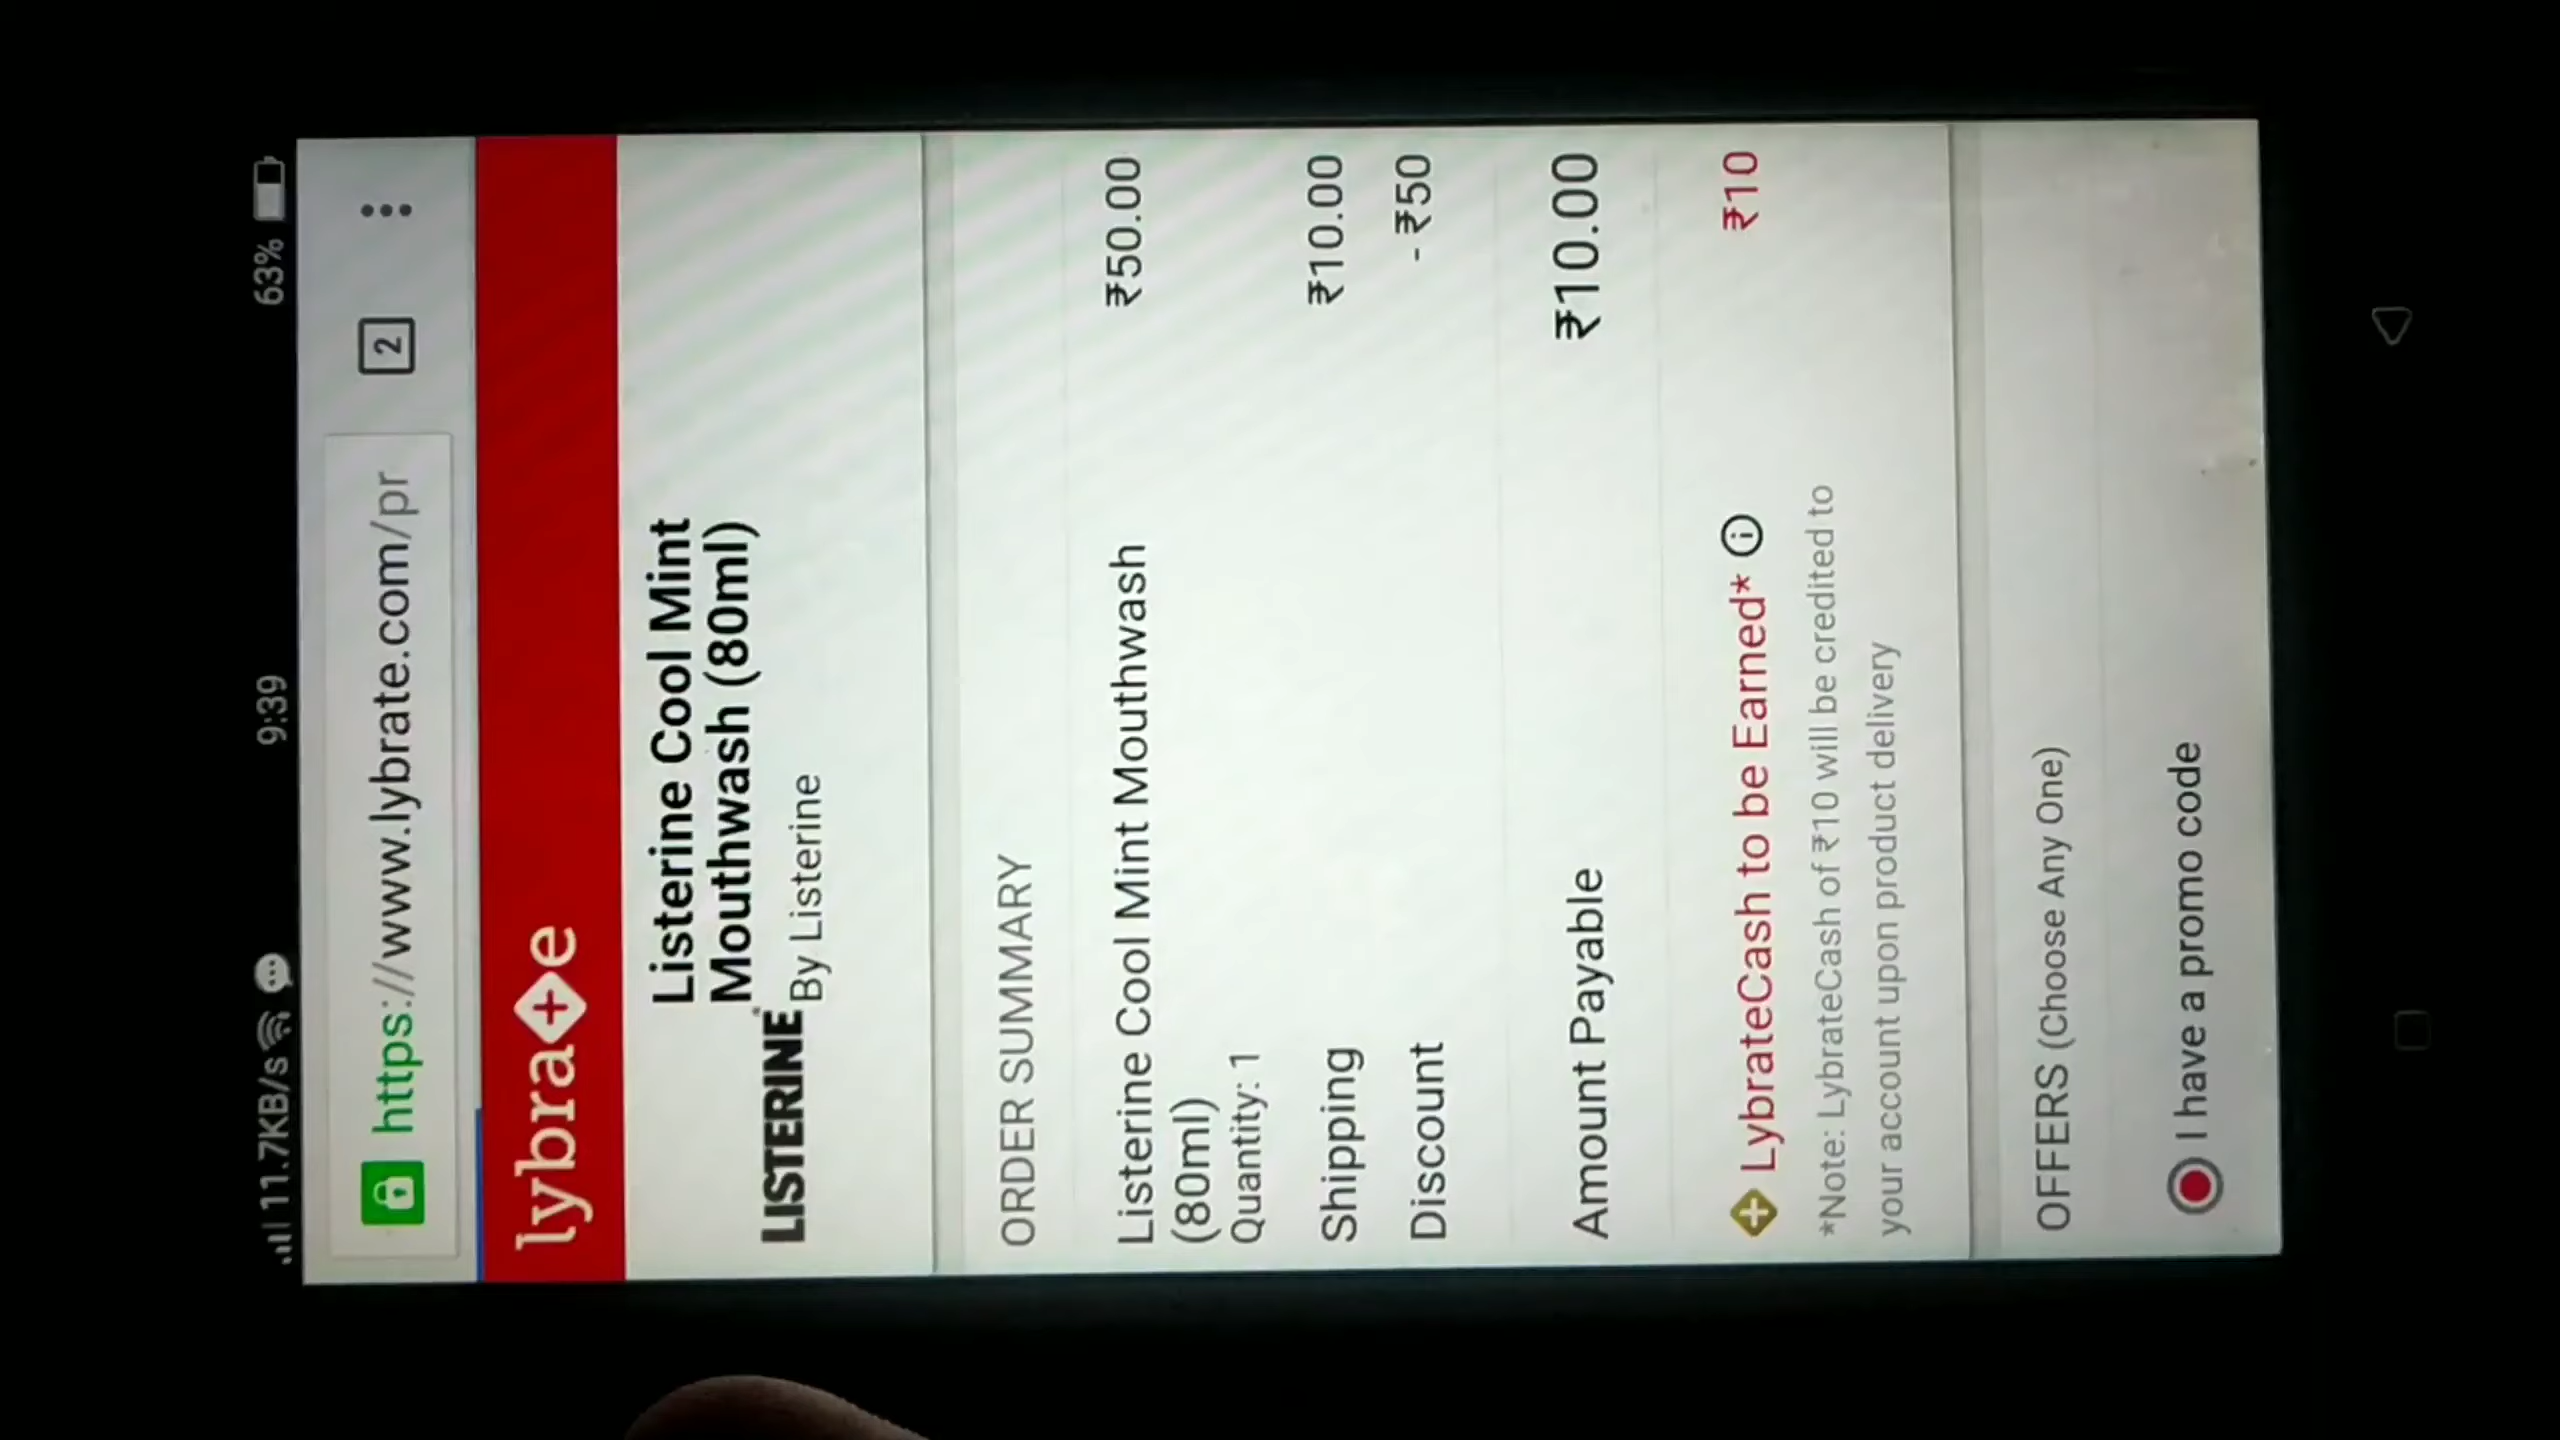 11.7KB/s 9:39 63%
https://www.lybrate.com/pr 2
lybrate
LISTERINE
Listerine Cool Mint
Mouthwash (80ml)
By Listerine
ORDER SUMMARY
Listerine Cool Mint Mouthwash ₹50.00
(80ml)
Quantity: 1
Shipping ₹10.00
Discount - ₹50
Amount Payable ₹10.00
LybrateCash to be Earned* ₹10
*Note: LybrateCash of ₹10 will be credited to
your account upon product delivery
OFFERS (Choose Any One)
I have a promo code